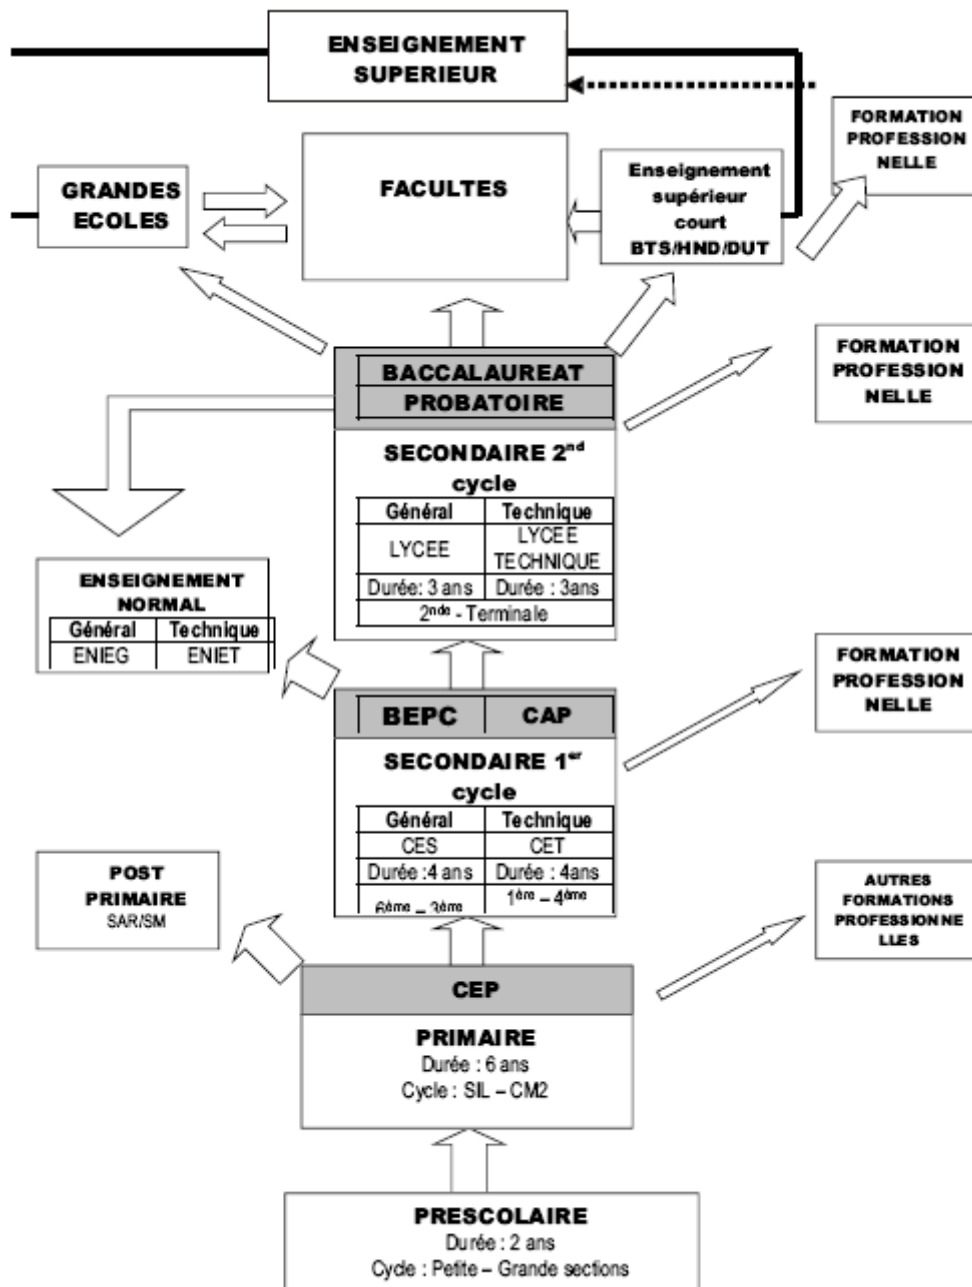 ENSEIGNEMENT
SUPERIEUR
FORMATION
PROFESSION
NELLE
GRANDES
ECOLES
FACULTES
Enseignement
supérieur
court
BTS/HND/DUT
BACCALAUREAT
PROBATOIRE
FORMATION
PROFESSION
NELLE
SECONDAIRE 2nd
cycle
Général Technique
LYCEE LYCEE
TECHNIQUE
Durée: 3 ans Durée : 3ans
2nde - Terminale
ENSEIGNEMENT
NORMAL
Général Technique
ENIEG ENIET
FORMATION
PROFESSION
NELLE
BEPC CAP
SECONDAIRE 1er
cycle
Général Technique
CES CET
Durée :4 ans Durée : 4ans
6ème – 3ème 1ère – 4ème
POST
PRIMAIRE
SAR/SM
AUTRES
FORMATIONS
PROFESSIONNE
LLES
CEP
PRIMAIRE
Durée : 6 ans
Cycle : SIL – CM2
PRESCOLAIRE
Durée : 2 ans
Cycle : Petite – Grande sections